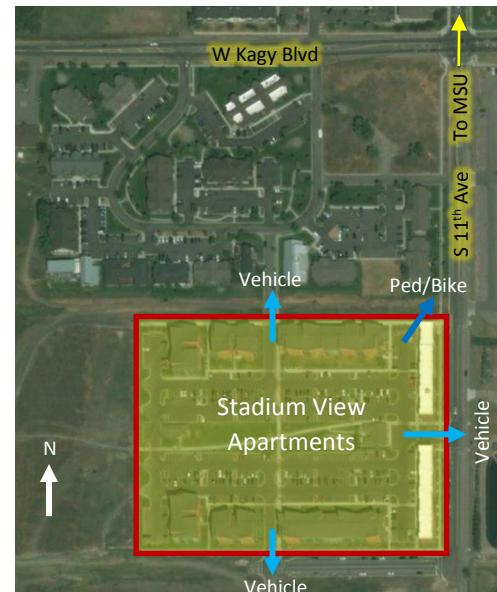 W Kagy Blvd
To MSU
S 11th Ave
Vehicle
Ped/Bike
Stadium View
Apartments
Vehicle
N
Vehicle